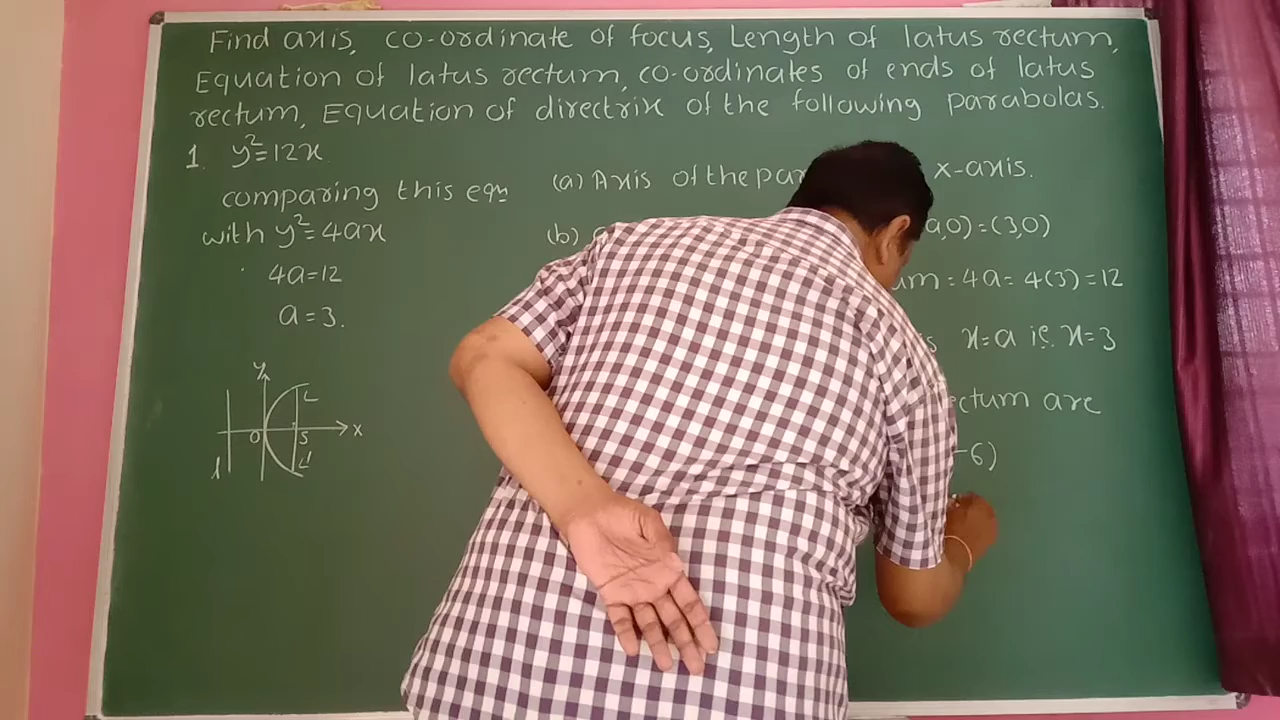 Find axis, co-ordinate of focus, Length of latus rectum,
Equation of latus rectum, co-ordinates of ends of latus
rectum, Equation of directrix of the following parabolas.
1. y²=12x
comparing this eqn
with y²=4ax
4a=12
a=3.
(a) Axis of the par
x-axis.
(b)
a,0)=(3,0)
um = 4a = 4(3) = 12
is x=a ie. x=3
ectum are
-6)
Y
L
O
S
X
L'
l